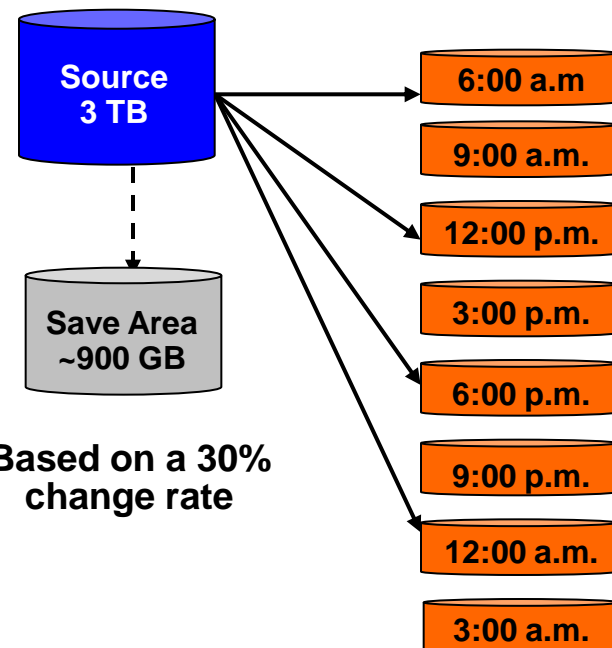 Source
3 TB
Save Area
~900 GB
Based on a 30%
change rate
6:00 a.m
9:00 a.m.
12:00 p.m.
3:00 p.m.
6:00 p.m.
9:00 p.m.
12:00 a.m.
3:00 a.m.